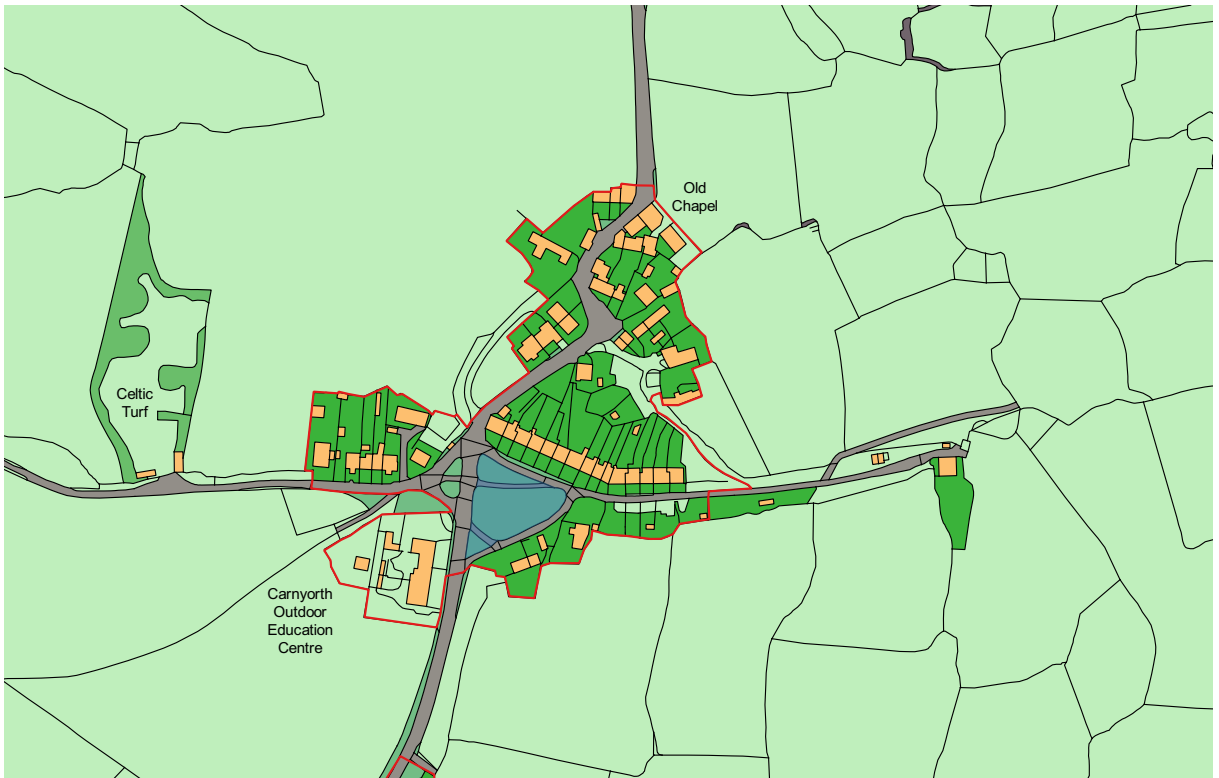 Old
Chapel
Celtic
Turf
Carnyorth
Outdoor
Education
Centre